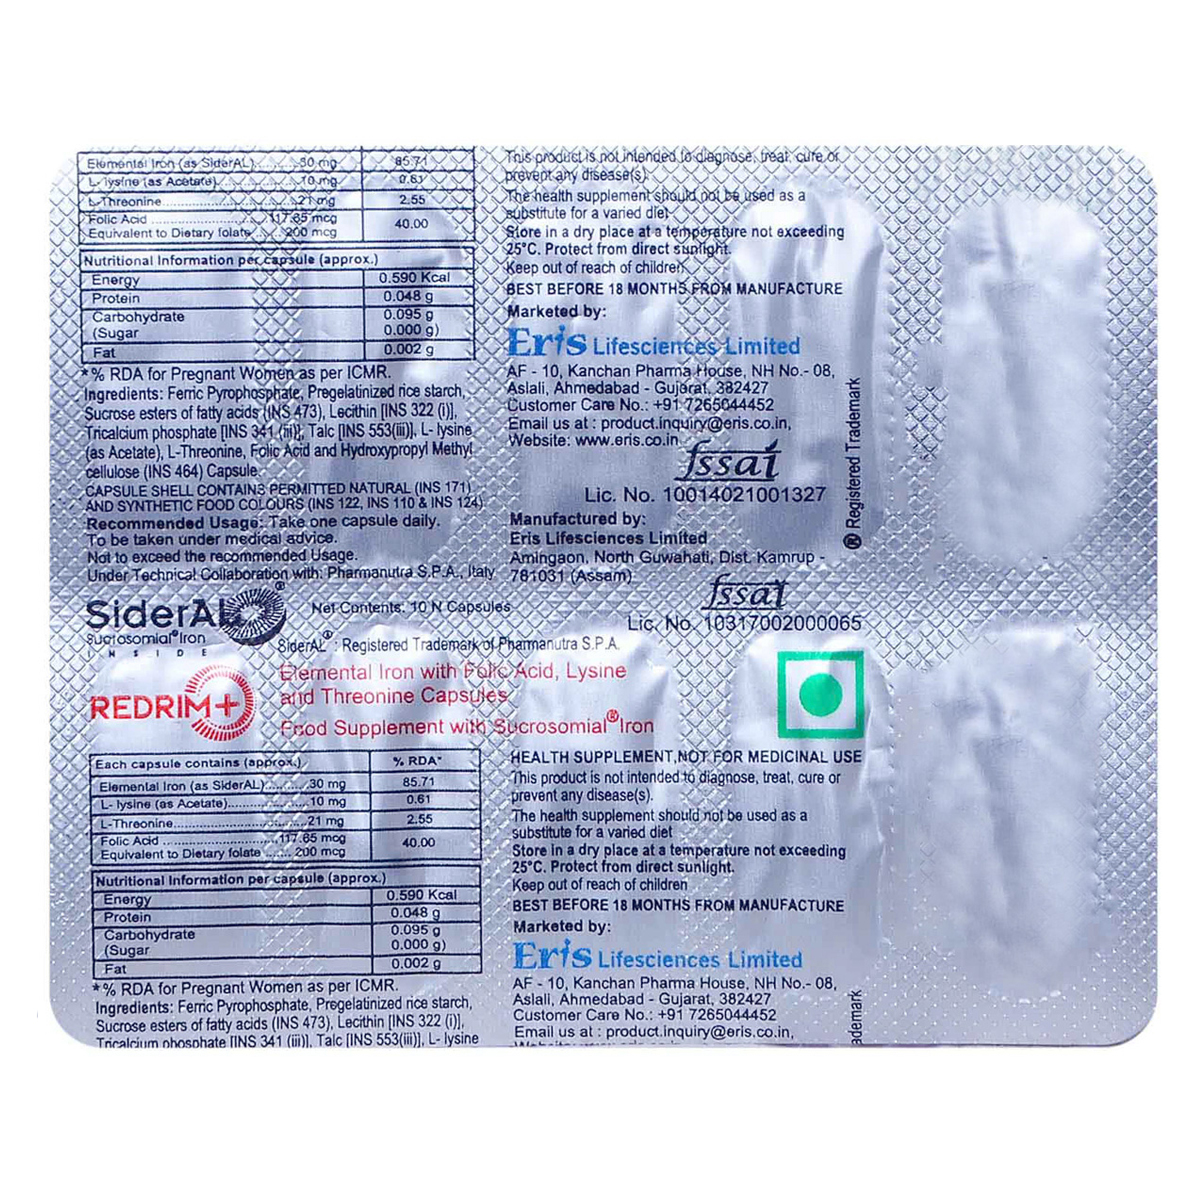 Elemental Iron (as SiderAL)..........30 mg 85.71
L- lysine (as Acetate)....................10 mg 0.61
L-Threonine..............................21 mg 2.55
Folic Acid ............................117.65 mcg
Equivalent to Dietary folate .......200 mcg 40.00
Nutritional Information per capsule (approx.)
Energy 0.590 Kcal
Protein 0.048 g
Carbohydrate 0.095 g
(Sugar 0.000 g)
Fat 0.002 g
*% RDA for Pregnant Women as per ICMR.
Ingredients: Ferric Pyrophosphate, Pregelatinized rice starch,
Sucrose esters of fatty acids (INS 473), Lecithin [INS 322 (i)],
Tricalcium phosphate [INS 341 (iii)], Talc [INS 553(iii)], L- lysine
(as Acetate), L-Threonine, Folic Acid and Hydroxypropyl Methyl
cellulose (INS 464) Capsule
CAPSULE SHELL CONTAINS PERMITTED NATURAL (INS 171)
AND SYNTHETIC FOOD COLOURS (INS 122, INS 110 & INS 124)
Recommended Usage: Take one capsule daily.
To be taken under medical advice.
Not to exceed the recommended Usage.
Under Technical Collaboration with: Pharmanutra S.P.A., Italy
This product is not intended to diagnose, treat, cure or
prevent any disease(s).
The health supplement should not be used as a
substitute for a varied diet
Store in a dry place at a temperature not exceeding
25°C. Protect from direct sunlight.
Keep out of reach of children
BEST BEFORE 18 MONTHS FROM MANUFACTURE
Marketed by:
Eris Lifesciences Limited
AF - 10, Kanchan Pharma House, NH No.- 08,
Aslali, Ahmedabad - Gujarat, 382427
Customer Care No.: +91 7265044452
Email us at : product.inquiry@eris.co.in,
Website: www.eris.co.in
fssai
Lic. No. 10014021001327
Manufactured by:
Eris Lifesciences Limited
Amingaon, North Guwahati, Dist. Kamrup -
781031 (Assam)
fssai
Lic. No. 10317002000065
® Registered Trademark
SiderAL®
Sucrosomial® Iron
INSIDE
Net Contents: 10 N Capsules
SiderAL® : Registered Trademark of Pharmanutra S.P.A.
REDRIM+
Elemental Iron with Folic Acid, Lysine
and Threonine Capsules
Food Supplement with Sucrosomial® Iron
Each capsule contains (approx.) % RDA*
Elemental Iron (as SiderAL)..........30 mg 85.71
L- lysine (as Acetate)....................10 mg 0.61
L-Threonine..............................21 mg 2.55
Folic Acid ............................117.65 mcg
Equivalent to Dietary folate .......200 mcg 40.00
Nutritional Information per capsule (approx.)
Energy 0.590 Kcal
Protein 0.048 g
Carbohydrate 0.095 g
(Sugar 0.000 g)
Fat 0.002 g
*% RDA for Pregnant Women as per ICMR.
Ingredients: Ferric Pyrophosphate, Pregelatinized rice starch,
Sucrose esters of fatty acids (INS 473), Lecithin [INS 322 (i)],
Tricalcium phosphate [INS 341 (iii)], Talc [INS 553(iii)], L- lysine
HEALTH SUPPLEMENT,NOT FOR MEDICINAL USE
This product is not intended to diagnose, treat, cure or
prevent any disease(s).
The health supplement should not be used as a
substitute for a varied diet
Store in a dry place at a temperature not exceeding
25°C. Protect from direct sunlight.
Keep out of reach of children
BEST BEFORE 18 MONTHS FROM MANUFACTURE
Marketed by:
Eris Lifesciences Limited
AF - 10, Kanchan Pharma House, NH No.- 08,
Aslali, Ahmedabad - Gujarat, 382427
Customer Care No.: +91 7265044452
Email us at : product.inquiry@eris.co.in,
ademark